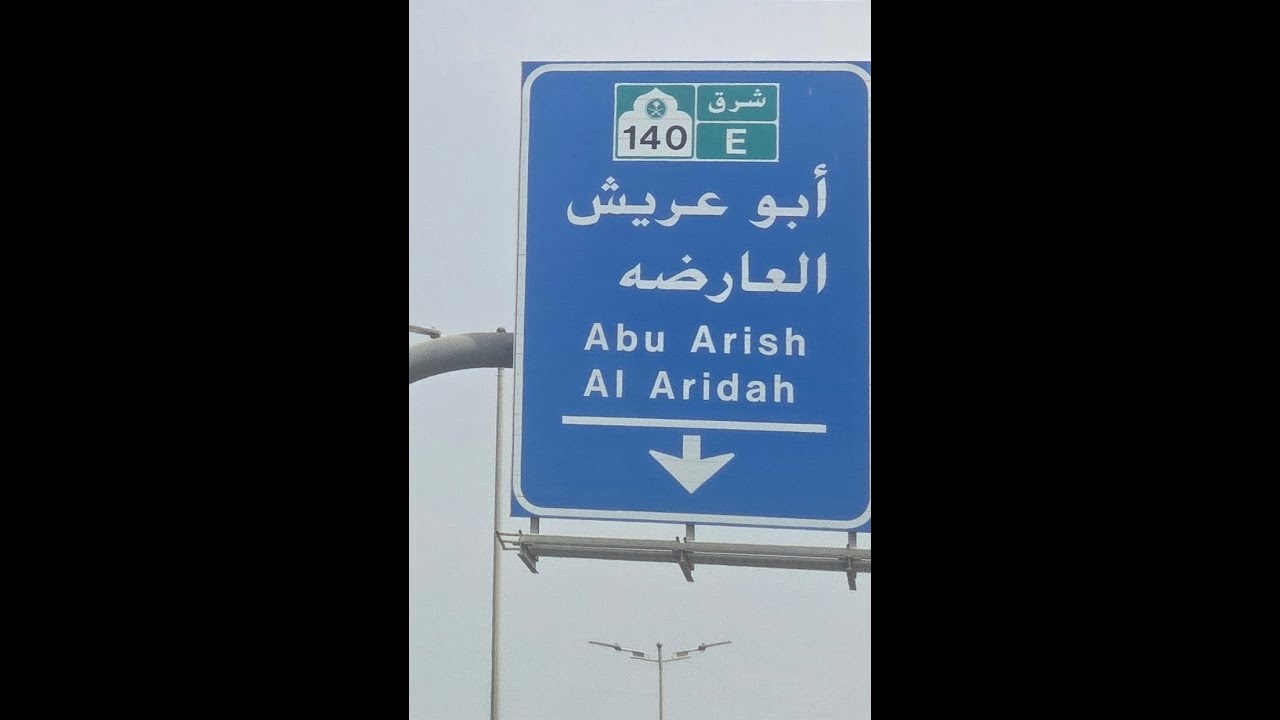 140 شرق
E
أبو عريش
العارضه
Abu Arish
Al Aridah